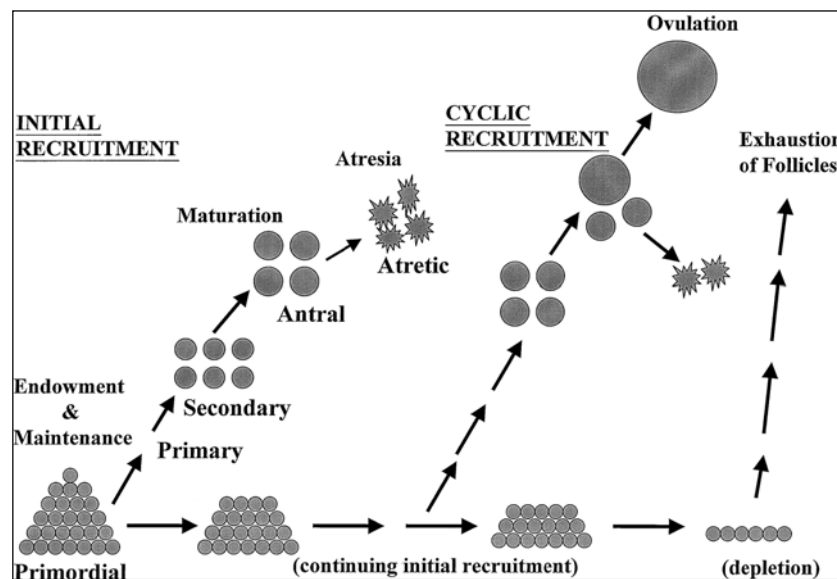 Ovulation
INITIAL
RECRUITMENT
CYCLIC
RECRUITMENT
Exhaustion
of Follicles
Atresia
Maturation
Atretic
Antral
Endowment
&
Maintenance
Secondary
Primary
Primordial
(continuing initial recruitment)
(depletion)